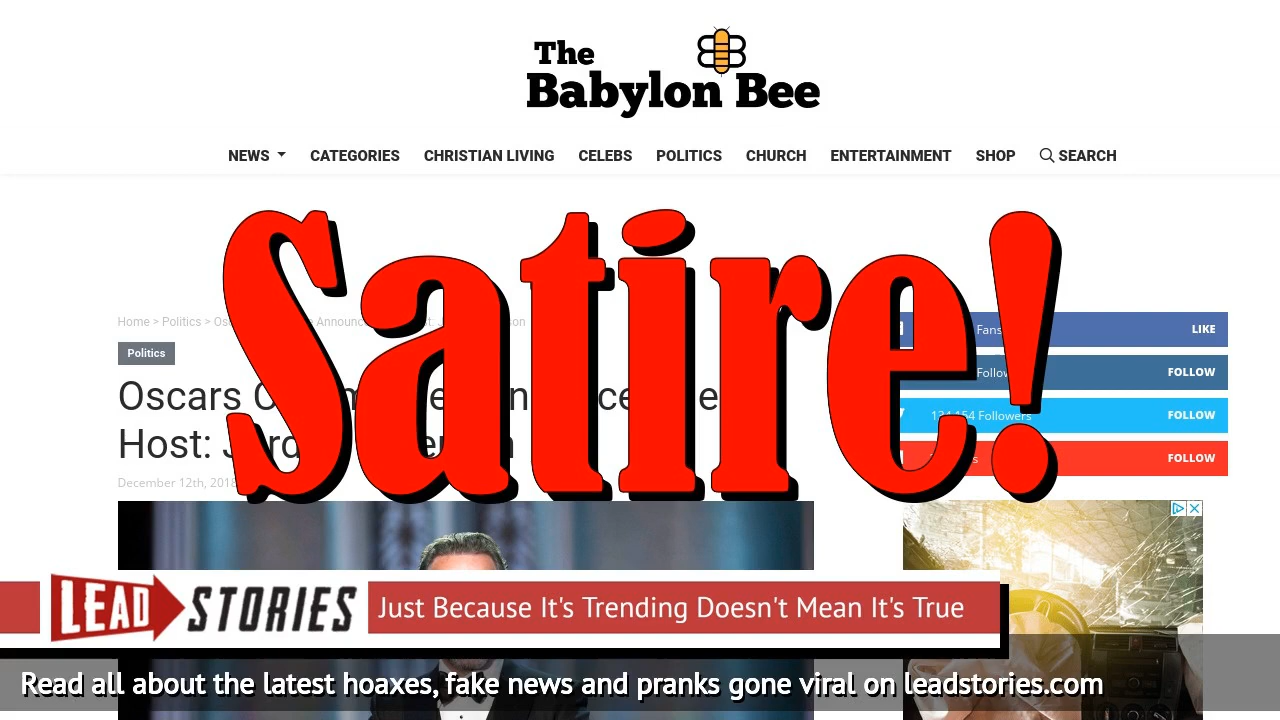 The
Babylon Bee
NEWS CATEGORIES CHRISTIAN LIVING CELEBS POLITICS CHURCH ENTERTAINMENT SHOP SEARCH
Satire!
Home > Politics >
Fans LIKE
Politics
FOLLOW
Oscars
Followers FOLLOW
Host:
FOLLOW
December 12th, 2018
LEAD STORIES Just Because It's Trending Doesn't Mean It's True
Read all about the latest hoaxes, fake news and pranks gone viral on leadstories.com